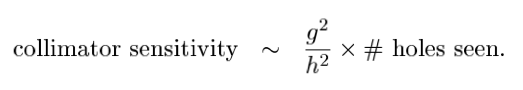 collimator sensitivity ∼ g²/h² × # holes seen.